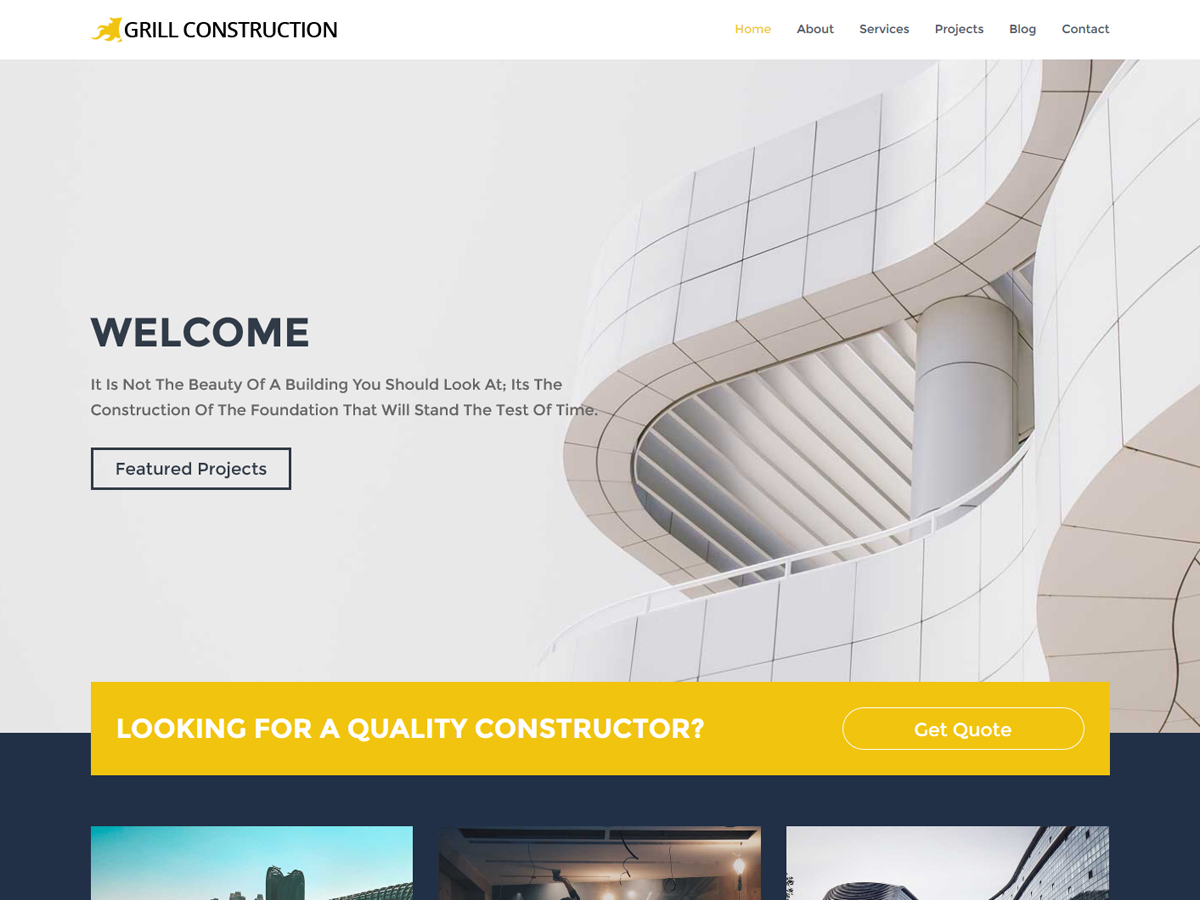 GRILL CONSTRUCTION
Home About Services Projects Blog Contact
WELCOME
It Is Not The Beauty Of A Building You Should Look At; Its The
Construction Of The Foundation That Will Stand The Test Of Time.
Featured Projects
LOOKING FOR A QUALITY CONSTRUCTOR?
Get Quote